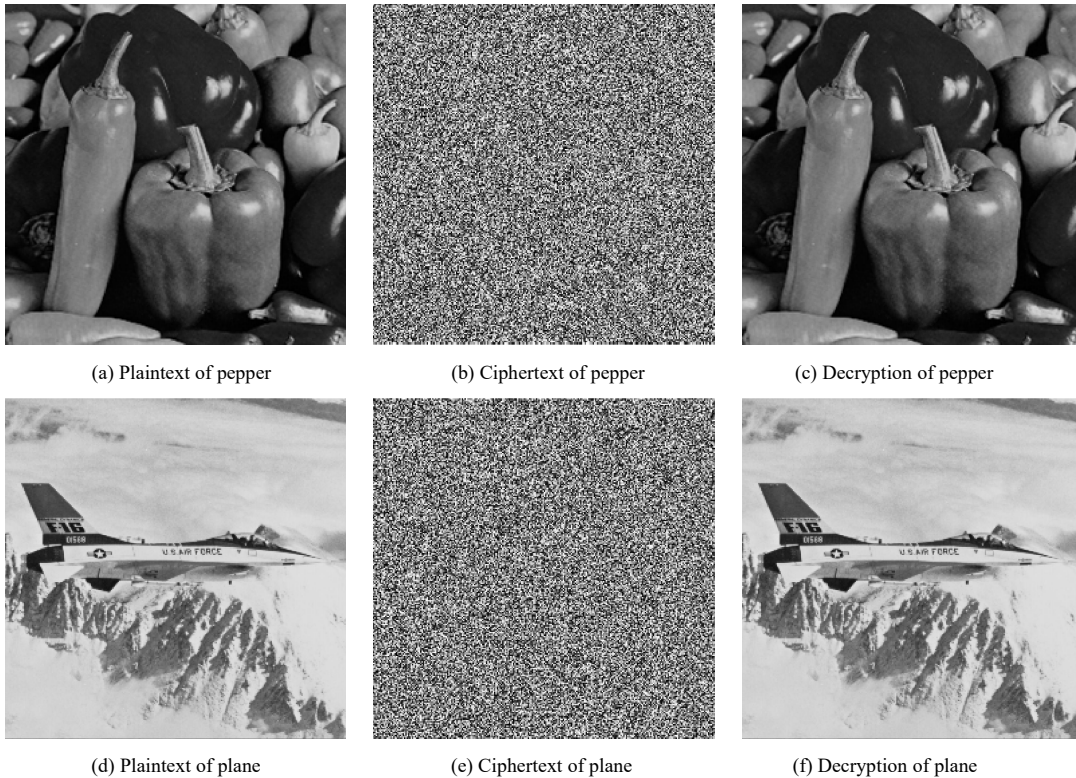 (a) Plaintext of pepper
(b) Ciphertext of pepper
(c) Decryption of pepper
F16
01568
U.S. AIR FORCE
F16
01568
U.S. AIR FORCE
(d) Plaintext of plane
(e) Ciphertext of plane
(f) Decryption of plane